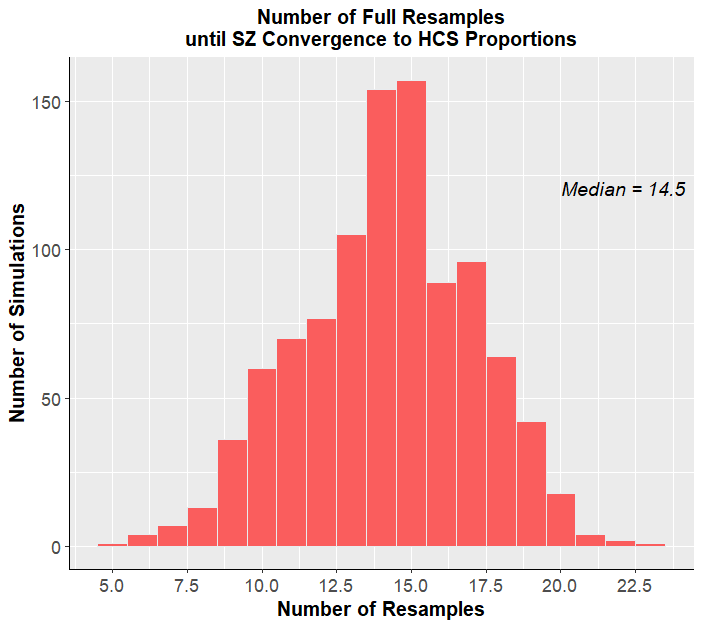 Number of Full Resamples
until SZ Convergence to HCS Proportions
150
Median = 14.5
100
50
0
Number of Simulations
5.0 7.5 10.0 12.5 15.0 17.5 20.0 22.5
Number of Resamples